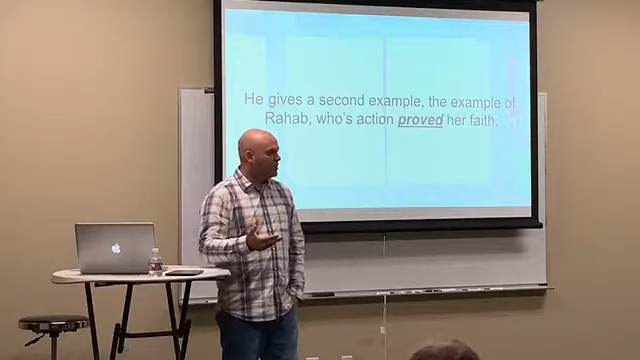 He gives a second example, the example of
Rahab, who's action proved her faith.